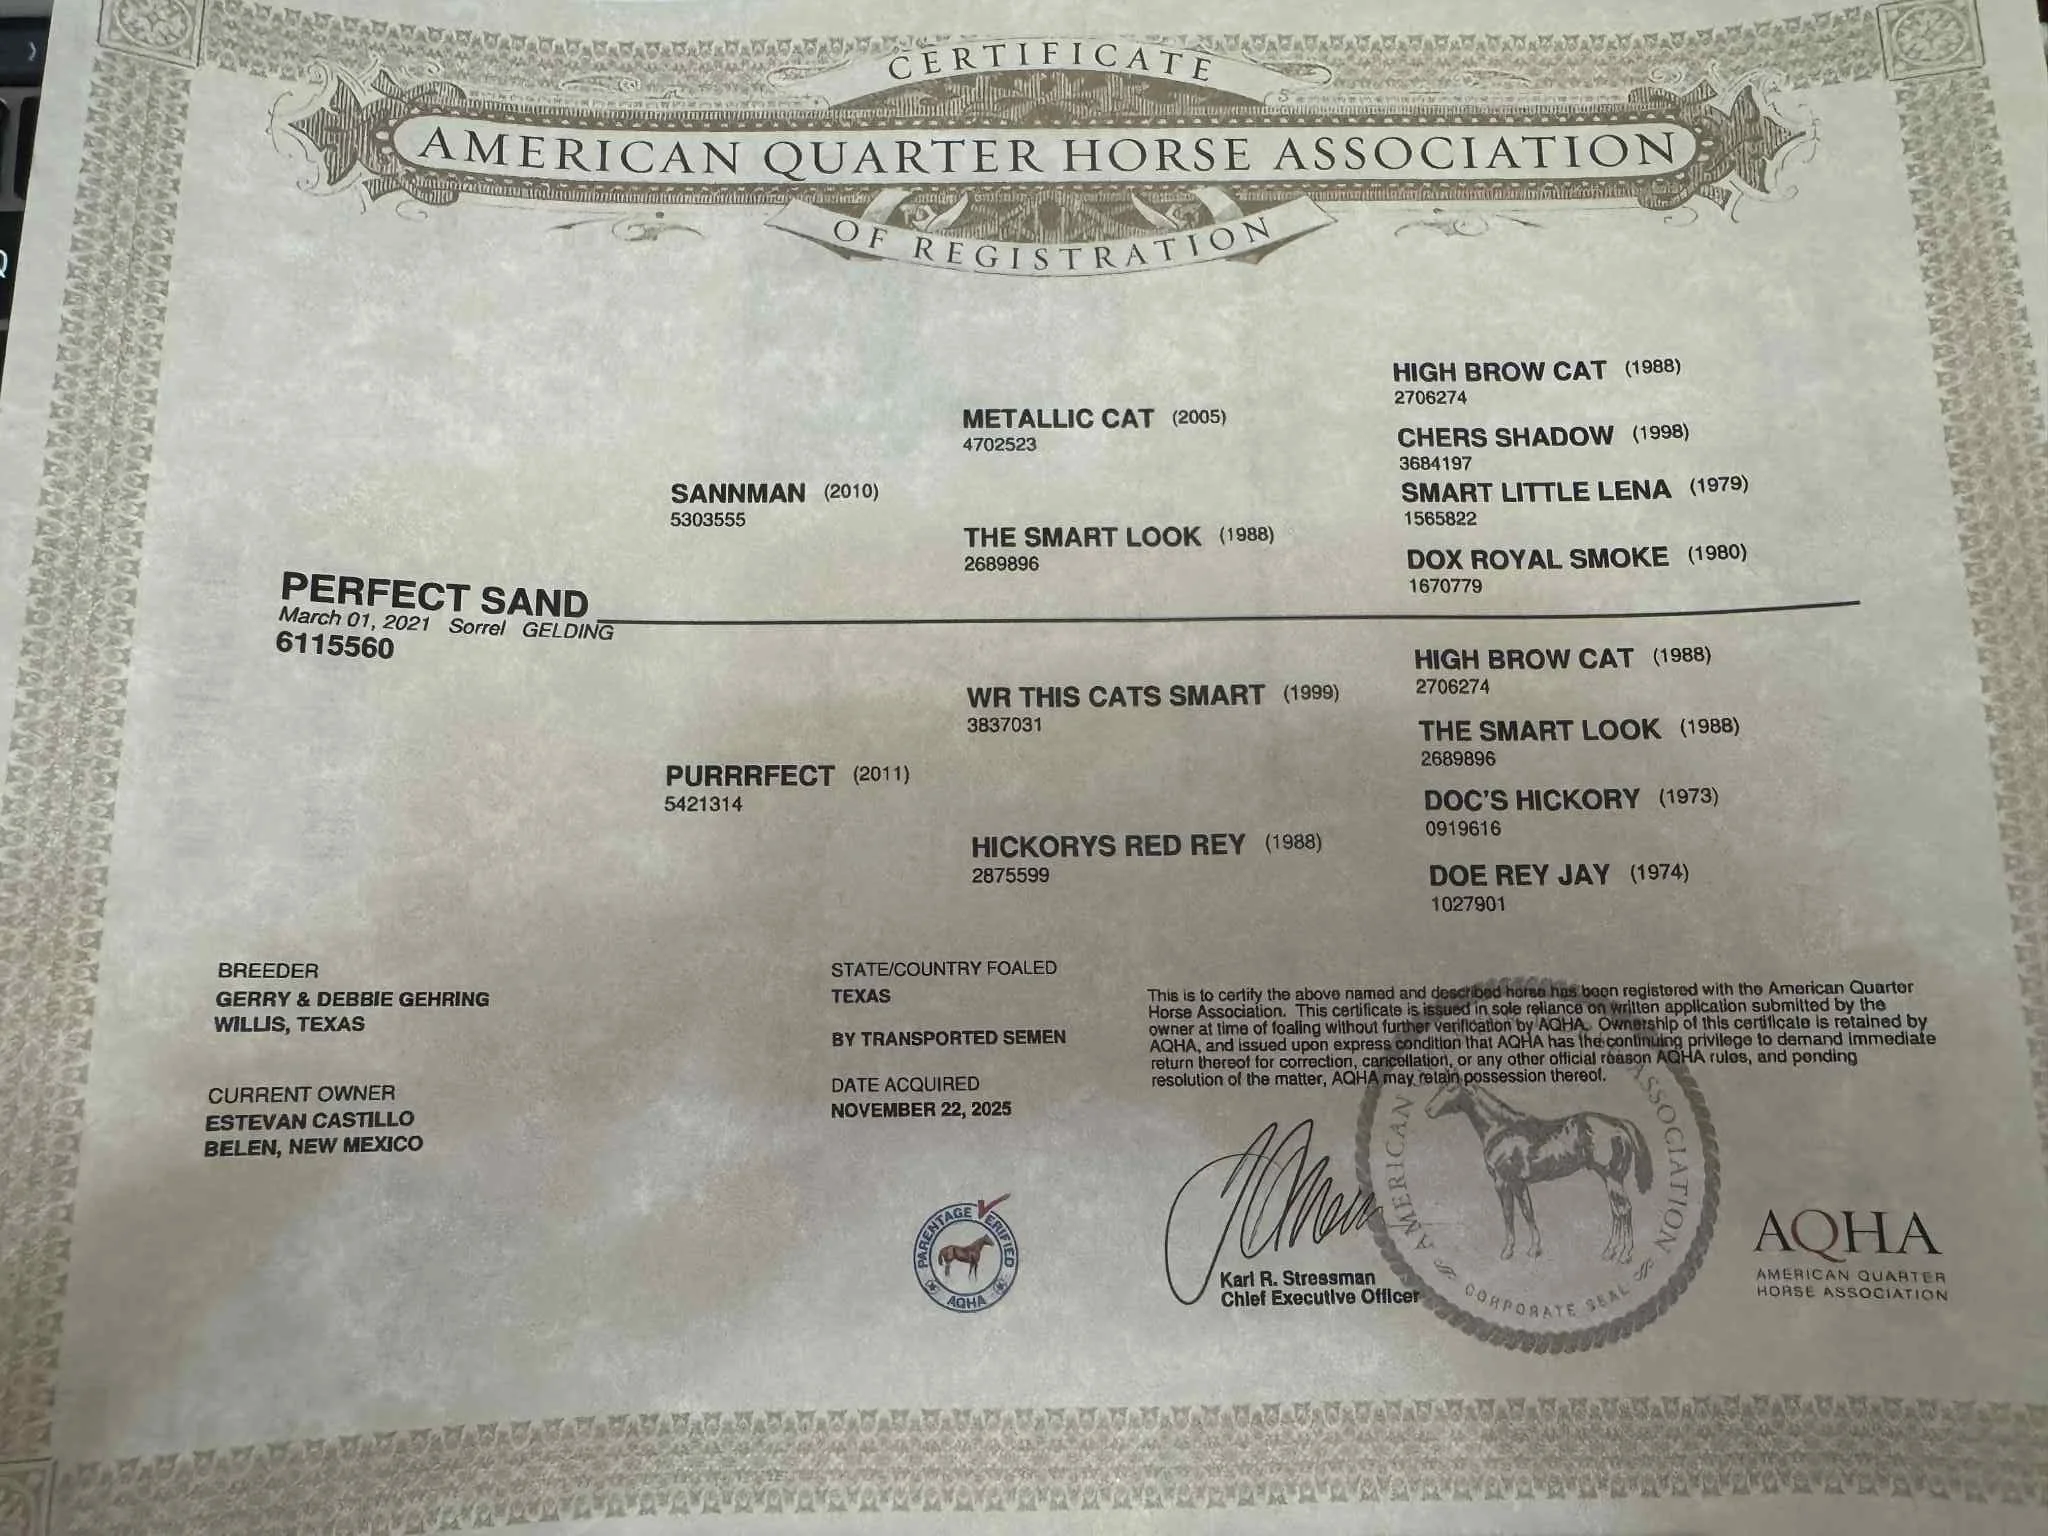 CERTIFICATE
AMERICAN QUARTER HORSE ASSOCIATION
OF REGISTRATION
HIGH BROW CAT (1988)
2706274
METALLIC CAT (2005)
4702523
CHERS SHADOW (1998)
3684197
SANNMAN (2010)
5303555
SMART LITTLE LENA (1979)
1565822
THE SMART LOOK (1988)
2689896
DOX ROYAL SMOKE (1980)
1670779
PERFECT SAND
March 01, 2021 Sorrel GELDING
6115560
HIGH BROW CAT (1988)
2706274
WR THIS CATS SMART (1999)
3837031
THE SMART LOOK (1988)
2689896
PURRRFECT (2011)
5421314
DOC'S HICKORY (1973)
0919616
HICKORYS RED REY (1988)
2875599
DOE REY JAY (1974)
1027901
BREEDER
GERRY & DEBBIE GEHRING
WILLIS, TEXAS
CURRENT OWNER
ESTEVAN CASTILLO
BELEN, NEW MEXICO
STATE/COUNTRY FOALED
TEXAS
BY TRANSPORTED SEMEN
DATE ACQUIRED
NOVEMBER 22, 2025
This is to certify the above named and described horse has been registered with the American Quarter
Horse Association. This certificate is issued in sole reliance on written application submitted by the
owner at time of foaling without further verification by AQHA. Ownership of this certificate is retained by
AQHA, and issued upon express condition that AQHA has the continuing privilege to demand immediate
return thereof for correction, cancellation, or any other official reason AQHA rules, and pending
resolution of the matter, AQHA may retain possession thereof.
PARENTAGE VERIFIED
AQHA
Karl R. Stressman
Chief Executive Officer
AMERICAN
ASSOCIATION
CORPORATE SEAL
AQHA
AMERICAN QUARTER
HORSE ASSOCIATION